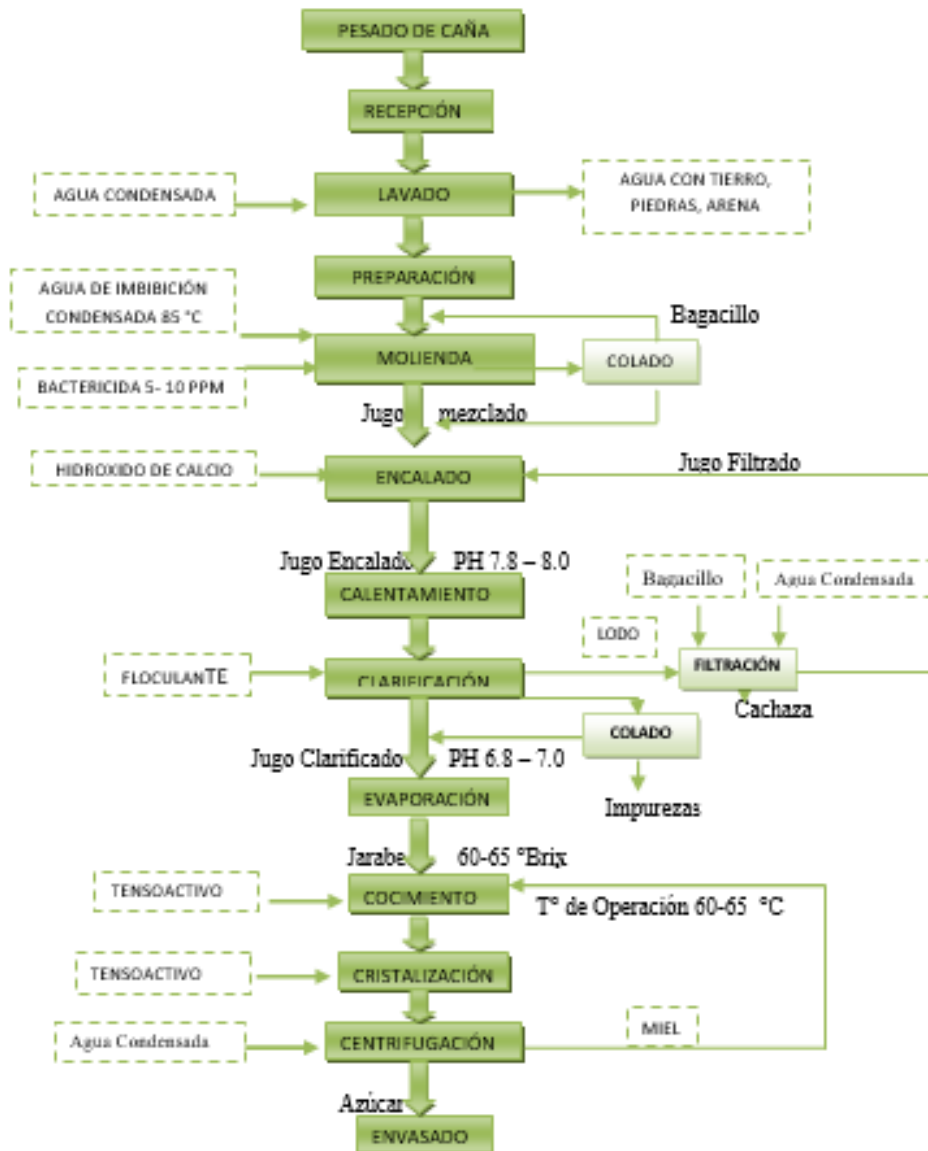 PESADO DE CAÑA
RECEPCIÓN
AGUA CONDENSADA
LAVADO
AGUA CON TIERRO,
PIEDRAS, ARENA
PREPARACIÓN
AGUA DE IMBIBICIÓN
CONDENSADA 85 °C
Bagacillo
MOLIENDA
COLADO
BACTERICIDA 5- 10 PPM
Jugo mezclado
HIDROXIDO DE CALCIO
ENCALADO
Jugo Filtrado
Jugo Encalado PH 7.8 – 8.0
Bagacillo
Agua Condensada
CALENTAMIENTO
LODO
FLOCULANTE
CLARIFICACIÓN
FILTRACIÓN
Cachaza
COLADO
Jugo Clarificado PH 6.8 – 7.0
EVAPORACIÓN
Impurezas
Jarabe 60-65 °Brix
TENSOACTIVO
COCIMIENTO
T° de Operación 60-65 °C
TENSOACTIVO
CRISTALIZACIÓN
Agua Condensada
CENTRIFUGACIÓN
MIEL
Azúcar
ENVASADO